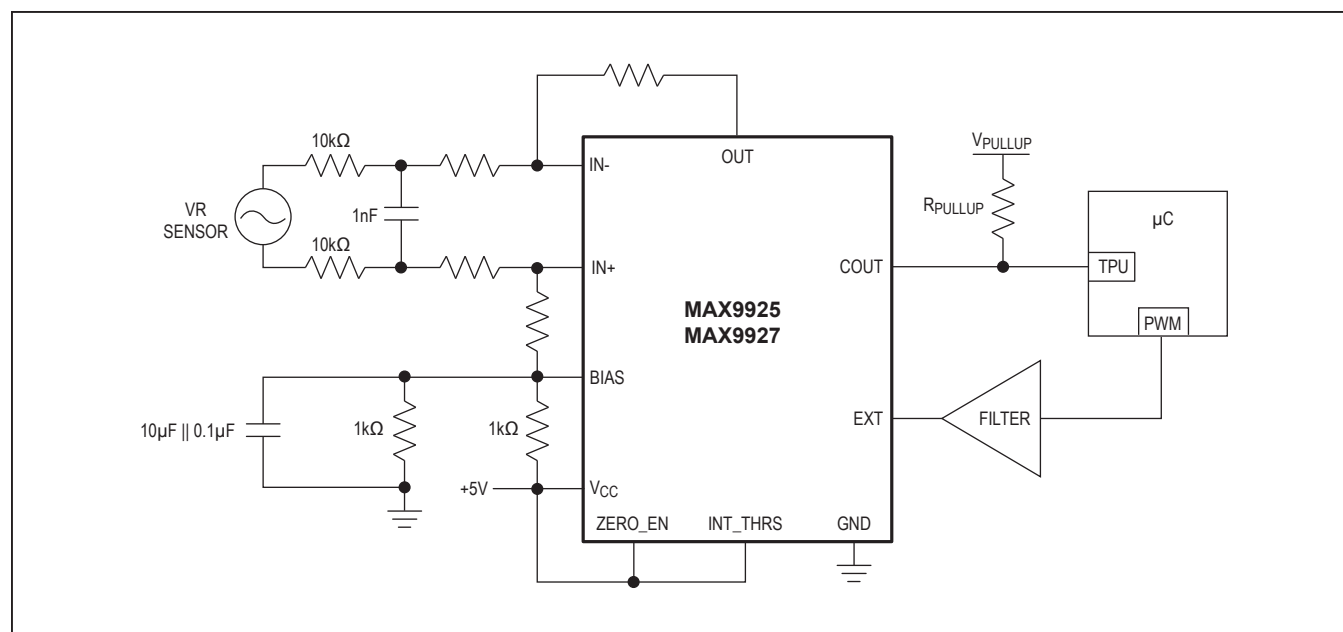 10kΩ
IN-
OUT
VPULLUP
RPULLUP
µC
VR
SENSOR
1nF
10kΩ
IN+
COUT
TPU
MAX9925
MAX9927
PWM
BIAS
10µF || 0.1µF
1kΩ
1kΩ
EXT
FILTER
+5V
VCC
ZERO_EN
INT_THRS
GND